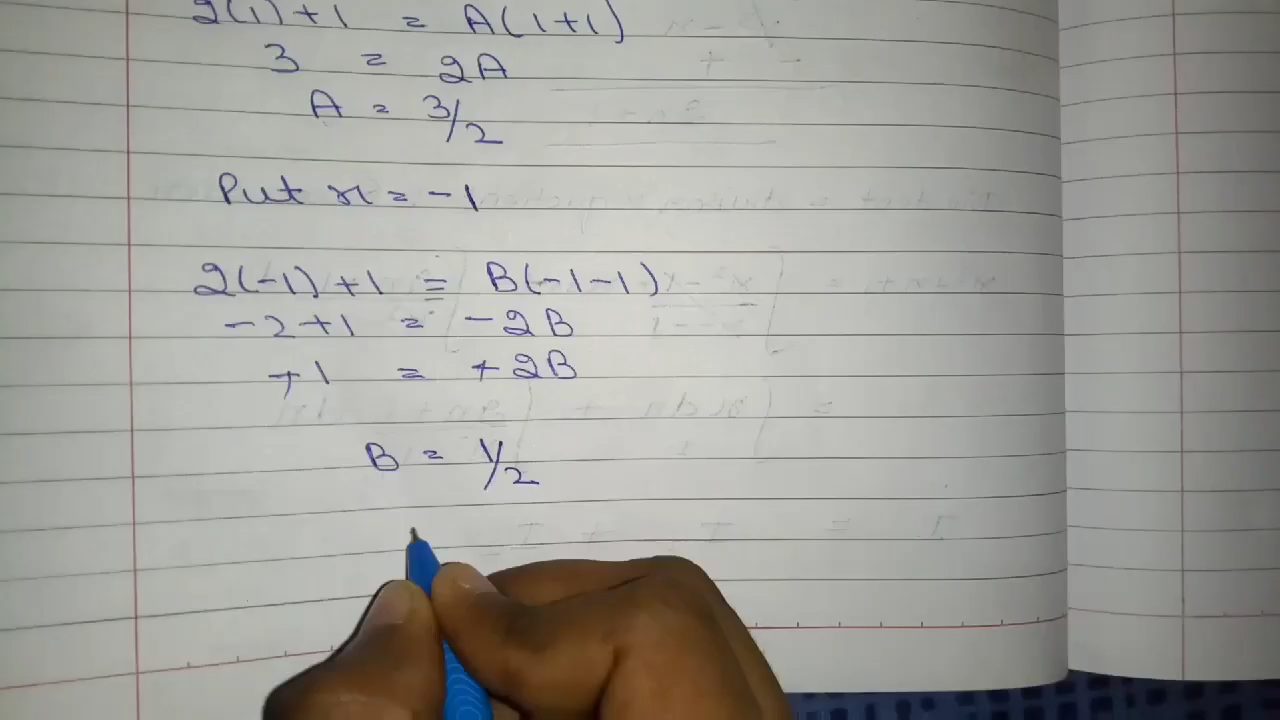 2(1)+1 = A(1+1)
3 = 2A
A = 3/2
Put x = -1
2(-1)+1 = B(-1-1)
-2+1 = -2B
+1 = +2B
B = 1/2